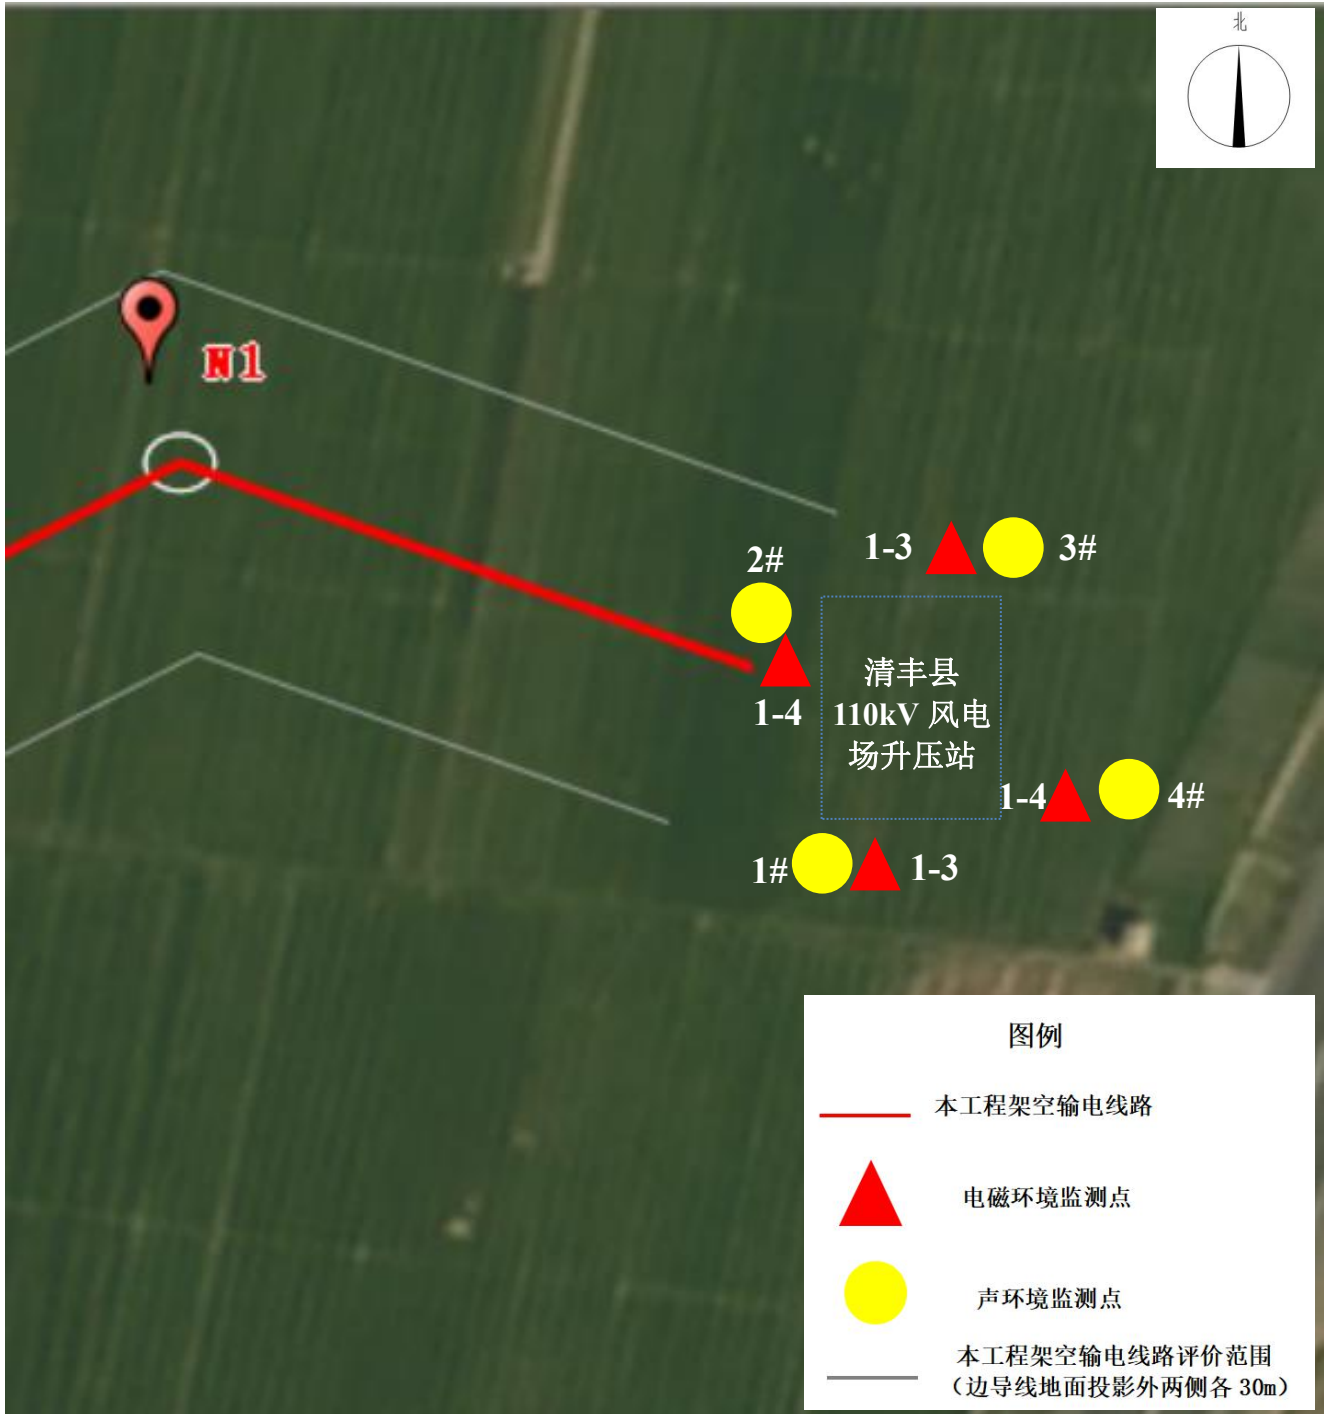 北
N1
2#
1-3
3#
1-4
清丰县
110kV 风电
场升压站
1-4
4#
1#
1-3
图例
本工程架空输电线路
电磁环境监测点
声环境监测点
本工程架空输电线路评价范围
（边导线地面投影外两侧各 30m）